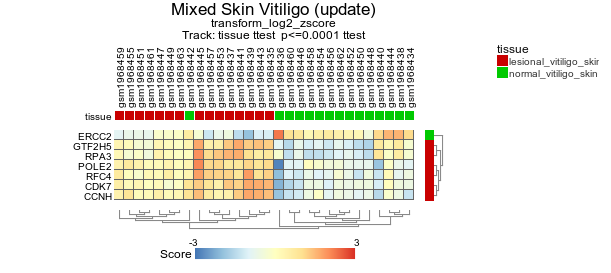 Mixed Skin Vitiligo (update)
transform_log2_zscore
Track: tissue ttest p<=0.0001 ttest
gsm1968459
gsm1968455
gsm1968451
gsm1968461
gsm1968447
gsm1968449
gsm1968463
gsm1968442
gsm1968445
gsm1968457
gsm1968453
gsm1968437
gsm1968441
gsm1968439
gsm1968443
gsm1968435
gsm1968436
gsm1968460
gsm1968446
gsm1968458
gsm1968454
gsm1968456
gsm1968462
gsm1968452
gsm1968450
gsm1968448
gsm1968440
gsm1968444
gsm1968438
gsm1968434
tissue
lesional_vitiligo_skin
normal_vitiligo_skin
tissue
ERCC2
GTF2H5
RPA3
POLE2
RFC4
CDK7
CCNH
-3 3
Score